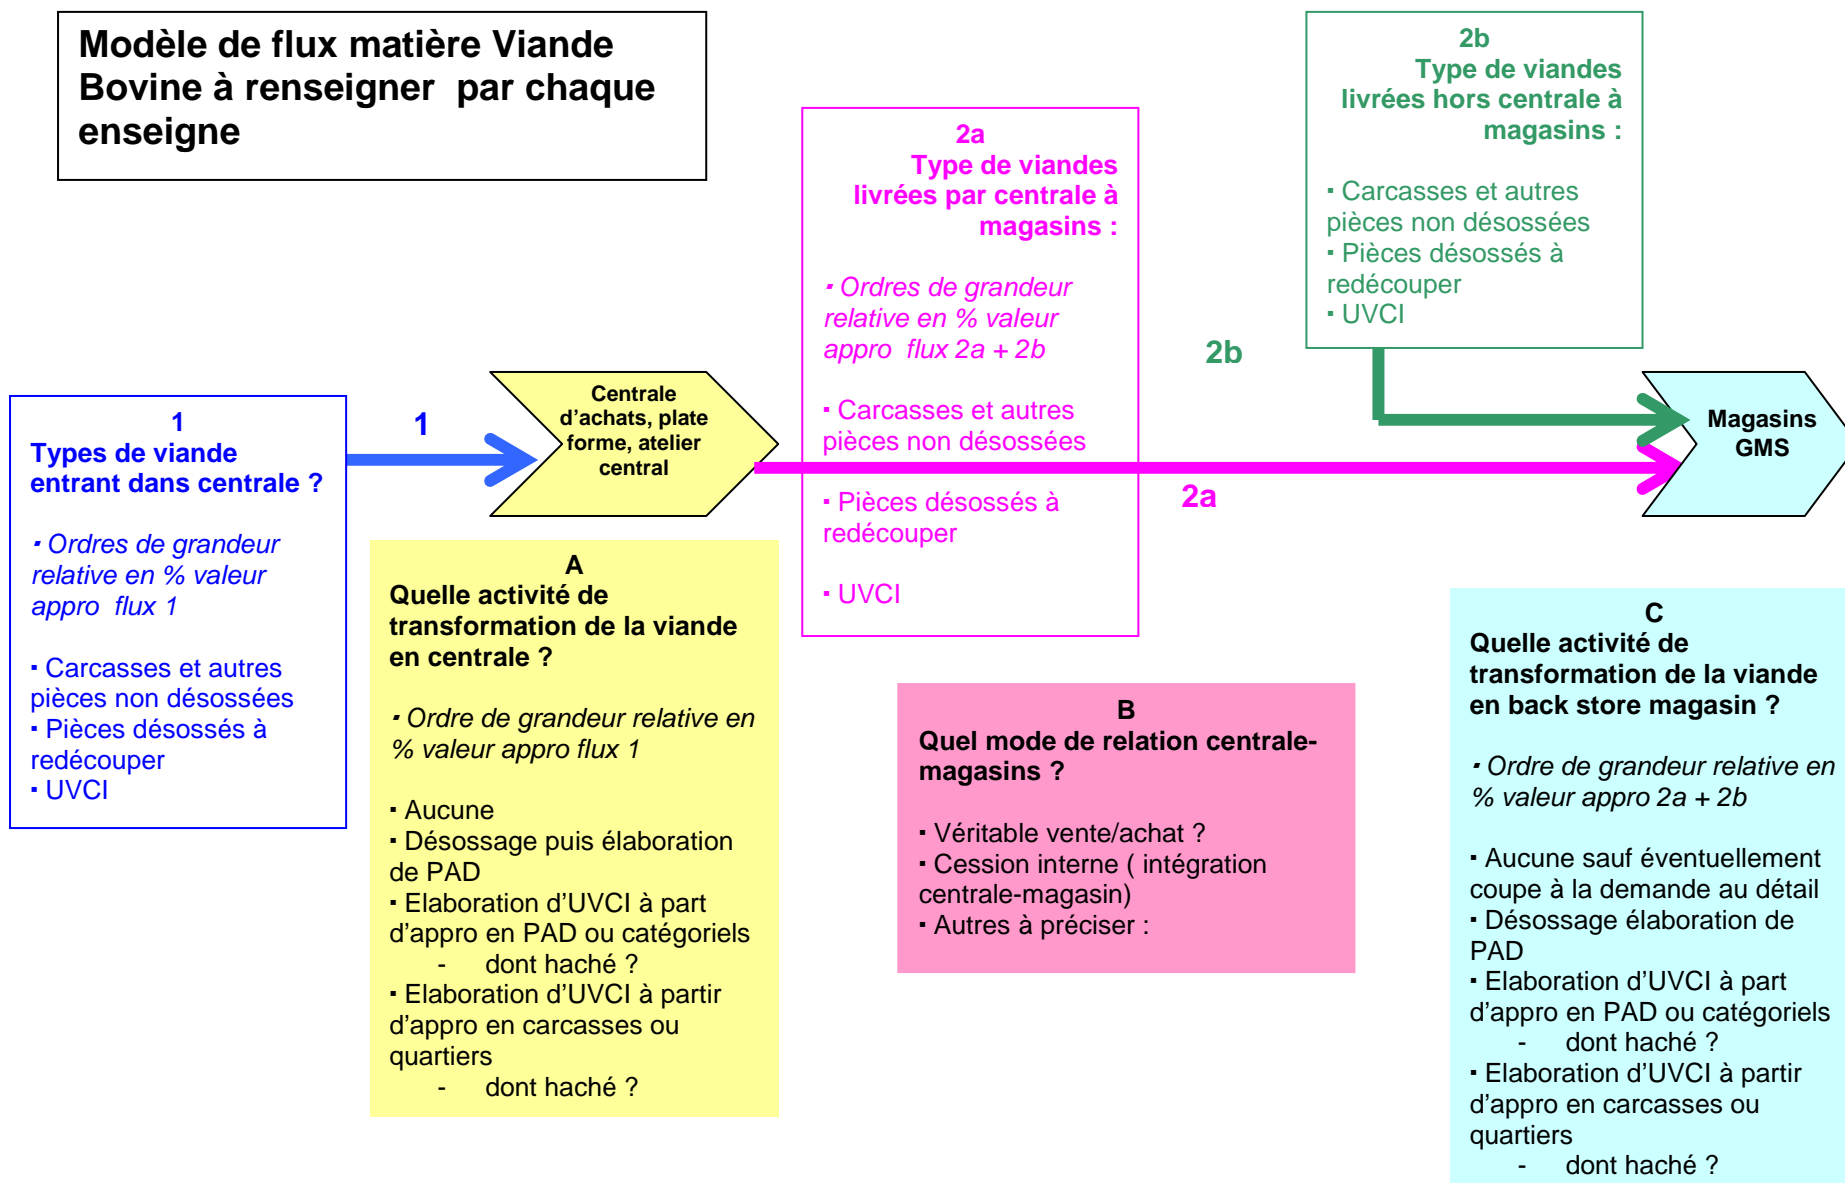 Modèle de flux matière Viande
Bovine à renseigner  par chaque
enseigne
2b
Type de viandes
livrées hors centrale à
magasins :
▪ Carcasses et autres
pièces non désossées
▪ Pièces désossés à
redécouper
▪ UVCI
2a
Type de viandes
livrées par centrale à
magasins :
▪ Ordres de grandeur
relative en % valeur
appro  flux 2a + 2b
▪ Carcasses et autres
pièces non désossées
▪ Pièces désossés à
redécouper
▪ UVCI
2b
2a
1
Types de viande
entrant dans centrale ?
▪ Ordres de grandeur
relative en % valeur
appro  flux 1
▪ Carcasses et autres
pièces non désossées
▪ Pièces désossés à
redécouper
▪ UVCI
1
Centrale
d’achats, plate
forme, atelier
central
Magasins
GMS
A
Quelle activité de
transformation de la viande
en centrale ?
▪ Ordre de grandeur relative en
% valeur appro flux 1
▪ Aucune
▪ Désossage puis élaboration
de PAD
▪ Elaboration d’UVCI à part
d’appro en PAD ou catégoriels
- dont haché ?
▪ Elaboration d’UVCI à partir
d’appro en carcasses ou
quartiers
- dont haché ?
B
Quel mode de relation centrale-
magasins ?
▪ Véritable vente/achat ?
▪ Cession interne ( intégration
centrale-magasin)
▪ Autres à préciser :
C
Quelle activité de
transformation de la viande
en back store magasin ?
▪ Ordre de grandeur relative en
% valeur appro 2a + 2b
▪ Aucune sauf éventuellement
coupe à la demande au détail
▪ Désossage élaboration de
PAD
▪ Elaboration d’UVCI à part
d’appro en PAD ou catégoriels
- dont haché ?
▪ Elaboration d’UVCI à partir
d’appro en carcasses ou
quartiers
- dont haché ?